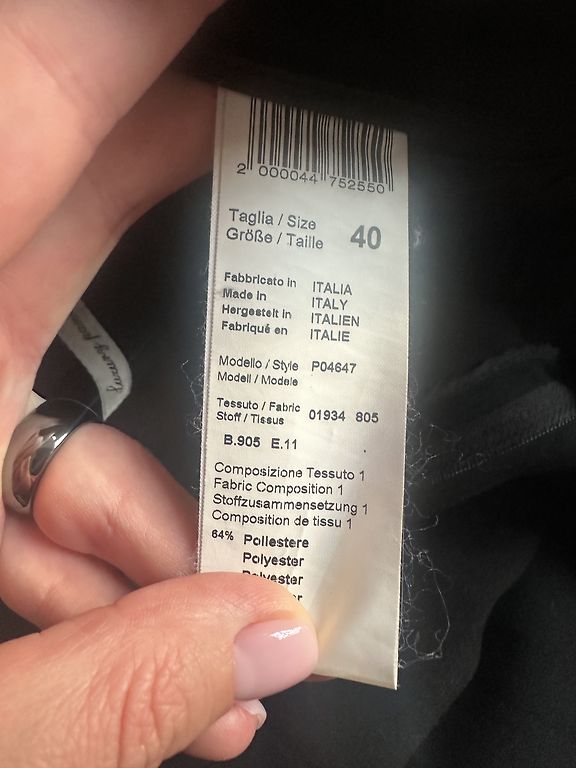 2 000044 752550
Taglia / Size
Größe / Taille 40
Fabbricato in ITALIA
Made in ITALY
Hergestelt in ITALIEN
Fabriqué en ITALIE
Modello / Style P04647
Modell / Modele
Tessuto / Fabric 01934 805
Stoff / Tissus
B.905 E.11
Composizione Tessuto 1
Fabric Composition 1
Stoffzusammensetzung 1
Composition de tissu 1
64% Poliestere
Polyester
Polyester
luxury